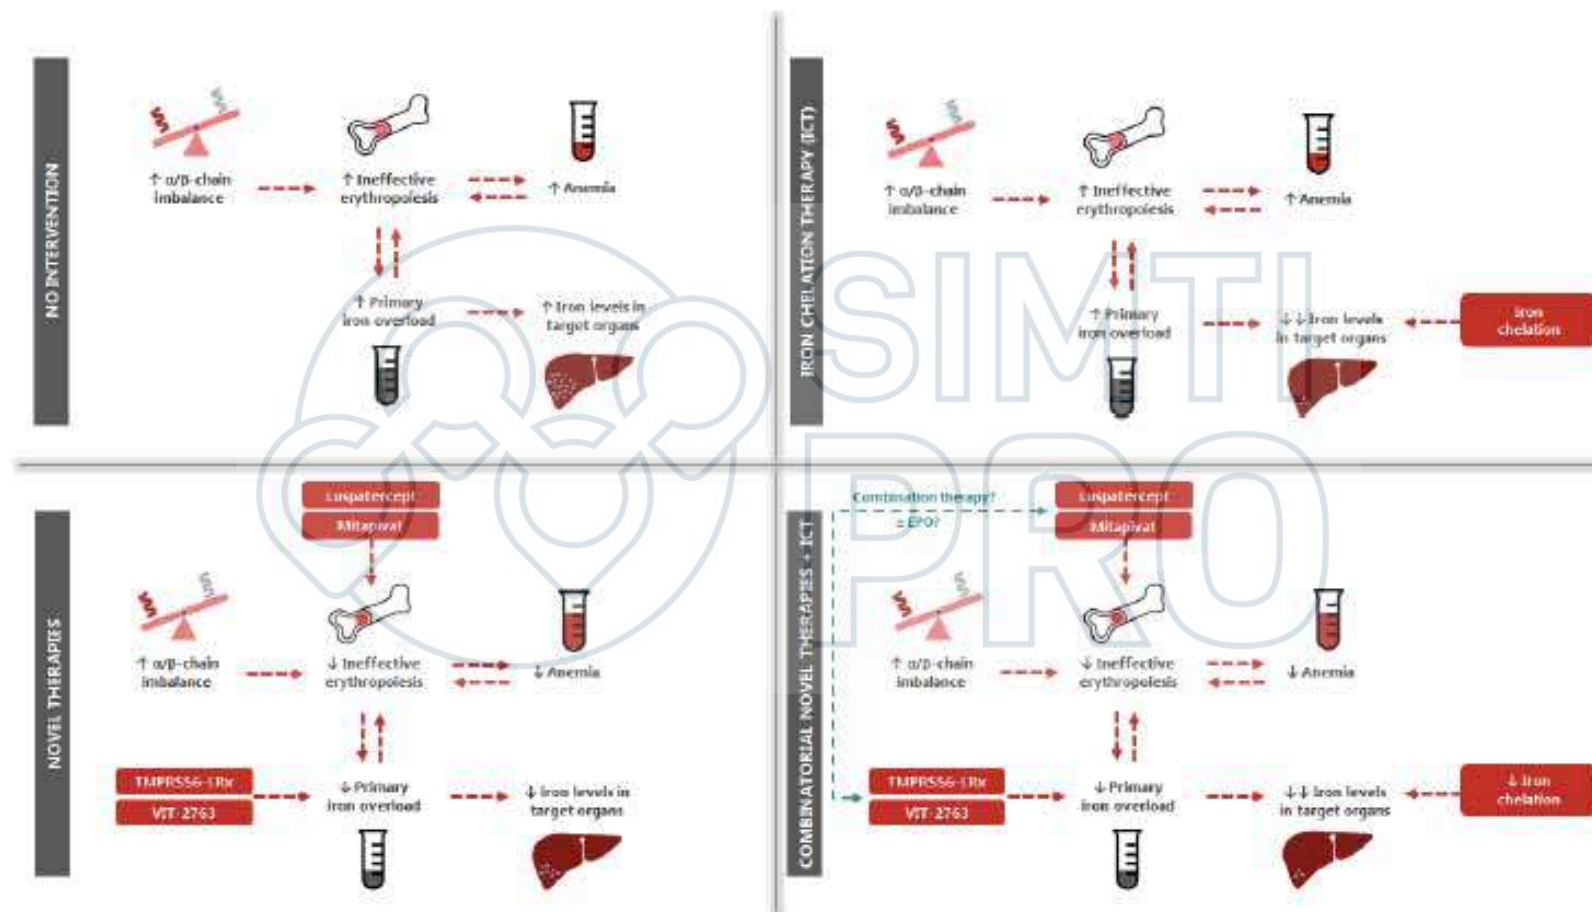 NO INTERVENTION
↑ α/β-chain
imbalance
↑ Ineffective
erythropoiesis
↑ Anemia
↑ Primary
iron overload
↑ Iron levels in
target organs
IRON CHELATION THERAPY (ICT)
↑ α/β-chain
imbalance
↑ Ineffective
erythropoiesis
↑ Anemia
↑ Primary
iron overload
↓↓ Iron levels
in target organs
Iron
chelation
NOVEL THERAPIES
Luspatercept
Mitapivat
↑ α/β-chain
imbalance
↓ Ineffective
erythropoiesis
↓ Anemia
TMPRSS6-LRx
VIT-2763
↓ Primary
iron overload
↓ Iron levels in
target organs
COMBINATORIAL NOVEL THERAPIES + ICT
Combination therapy?
± EPO?
Luspatercept
Mitapivat
↑ α/β-chain
imbalance
↓ Ineffective
erythropoiesis
↓ Anemia
TMPRSS6-LRx
VIT-2763
↓ Primary
iron overload
↓↓ Iron levels
in target organs
↓ Iron
chelation
SIMTI
PRO